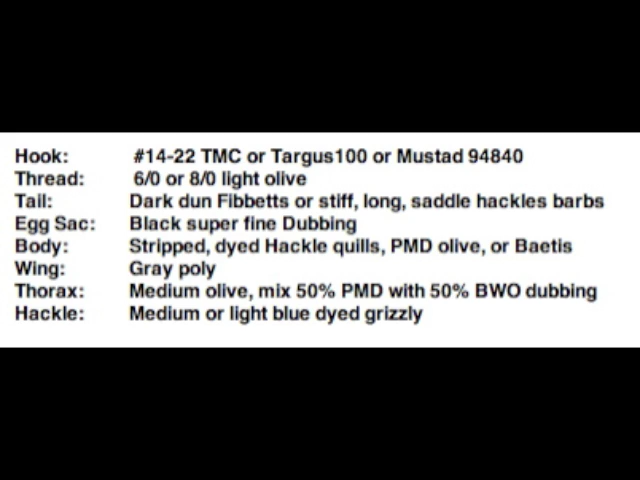 Hook: #14-22 TMC or Targus100 or Mustad 94840
Thread: 6/0 or 8/0 light olive
Tail: Dark dun Fibbetts or stiff, long, saddle hackles barbs
Egg Sac: Black super fine Dubbing
Body: Stripped, dyed Hackle quills, PMD olive, or Baetis
Wing: Gray poly
Thorax: Medium olive, mix 50% PMD with 50% BWO dubbing
Hackle: Medium or light blue dyed grizzly